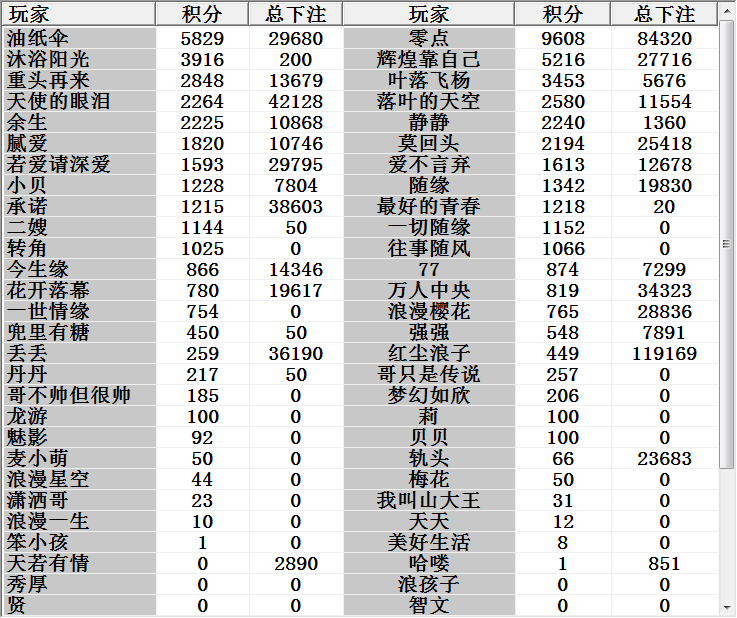 玩家 积分 总下注 玩家 积分 总下注
油纸伞 5829 29680 零点 9608 84320
沐浴阳光 3916 200 辉煌靠自己 5216 27716
重头再来 2848 13679 叶落飞杨 3453 5676
天使的眼泪 2264 42128 落叶的天空 2580 11554
余生 2225 10868 静静 2240 1360
腻爱 1820 10746 莫回头 2194 25418
若爱请深爱 1593 29795 爱不言弃 1613 12678
小贝 1228 7804 随缘 1342 19830
承诺 1215 38603 最好的青春 1218 20
二嫂 1144 50 一切随缘 1152 0
转角 1025 0 往事随风 1066 0
今生缘 866 14346 77 874 7299
花开落幕 780 19617 万人中央 819 34323
一世情缘 754 0 浪漫樱花 765 28836
兜里有糖 450 50 强强 548 7891
丢丢 259 36190 红尘浪子 449 119169
丹丹 217 50 哥只是传说 257 0
哥不帅但很帅 185 0 梦幻如欣 206 0
龙游 100 0 莉 100 0
魅影 92 0 贝贝 100 0
麦小萌 50 0 轨头 66 23683
浪漫星空 44 0 梅花 50 0
潇洒哥 23 0 我叫山大王 31 0
浪漫一生 10 0 天天 12 0
笨小孩 1 0 美好生活 8 0
天若有情 0 2890 哈喽 1 851
秀厚 0 0 浪孩子 0 0
贤 0 0 智文 0 0